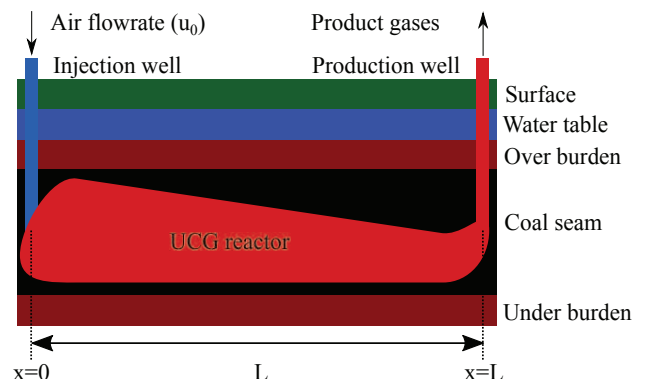 Air flowrate (u₀)
Product gases
Injection well
Production well
Surface
Water table
Over burden
Coal seam
UCG reactor
Under burden
x=0
L
x=L